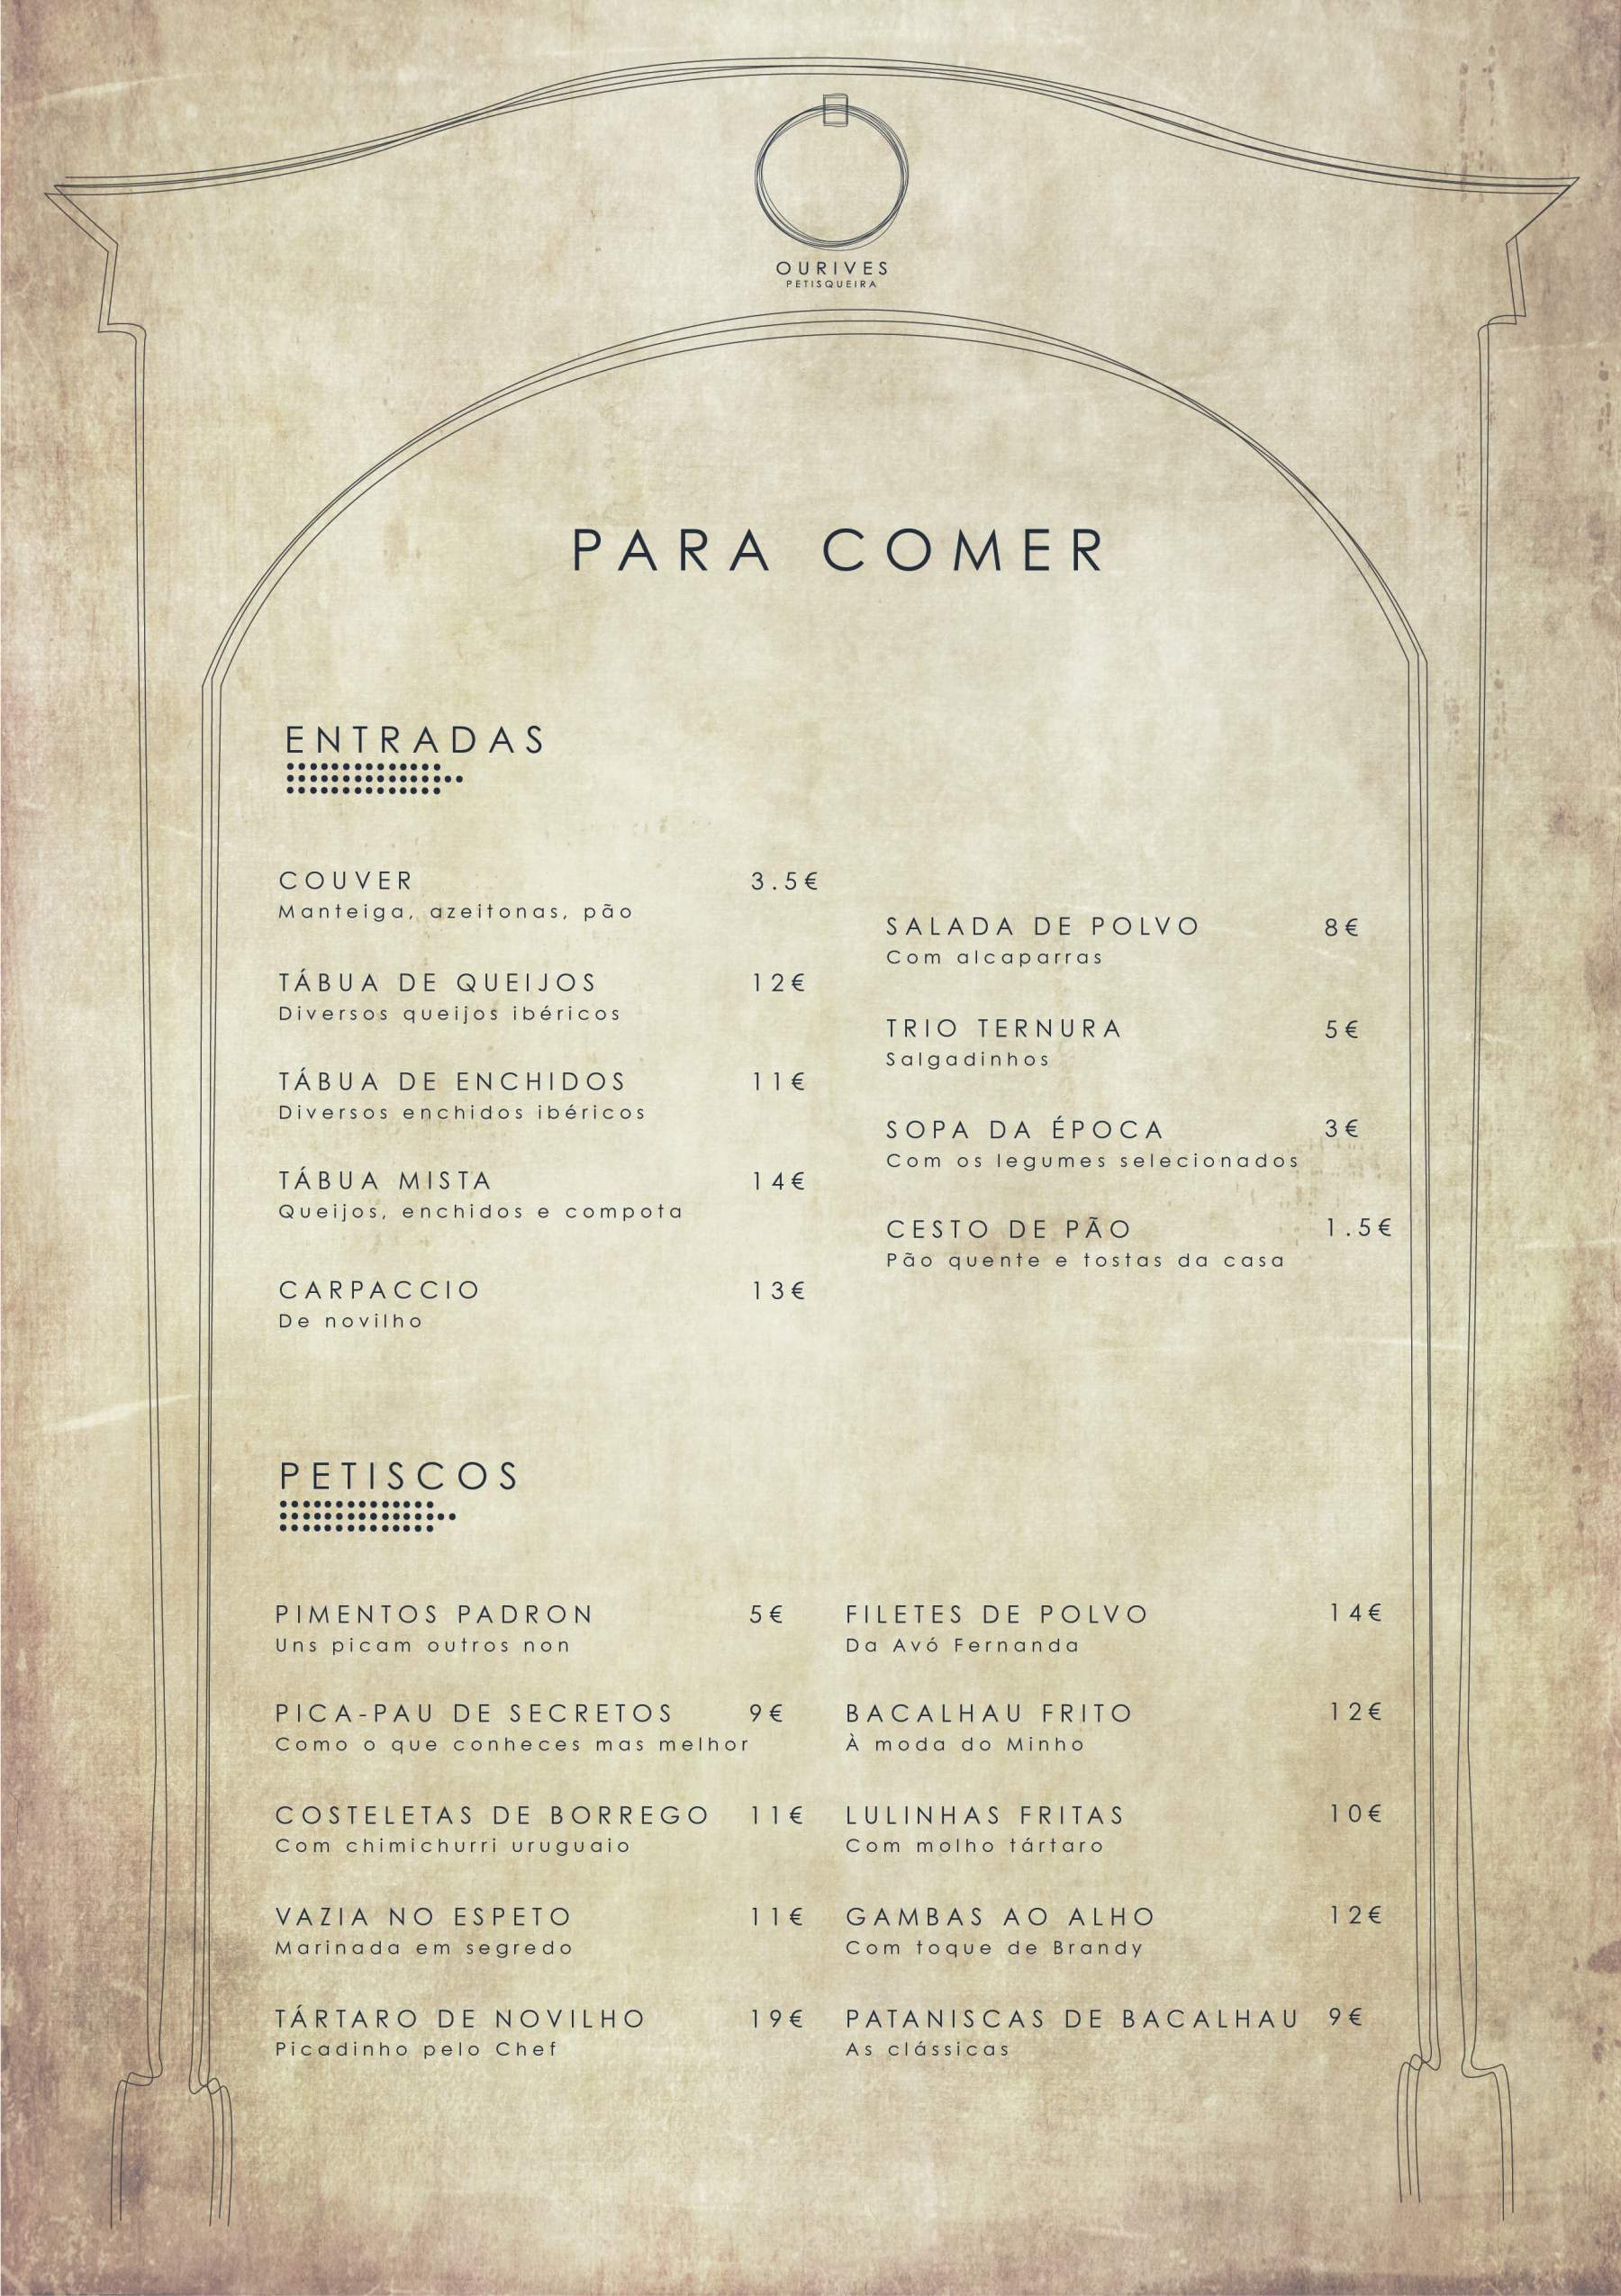 OURIVES
PETISQUEIRA
PARA COMER
ENTRADAS
COUVER 3.5€
Manteiga, azeitonas, pão
TÁBUA DE QUEIJOS 12€
Diversos queijos ibéricos
TÁBUA DE ENCHIDOS 11€
Diversos enchidos ibéricos
TÁBUA MISTA 14€
Queijos, enchidos e compota
CARPACCIO 13€
De novilho
SALADA DE POLVO 8€
Com alcaparras
TRIO TERNURA 5€
Salgadinhos
SOPA DA ÉPOCA 3€
Com os legumes selecionados
CESTO DE PÃO 1.5€
Pão quente e tostas da casa
PETISCOS
PIMENTOS PADRON 5€
Uns picam outros non
PICA-PAU DE SECRETOS 9€
Como o que conheces mas melhor
COSTELETAS DE BORREGO 11€
Com chimichurri uruguaio
VAZIA NO ESPETO 11€
Marinada em segredo
TÁRTARO DE NOVILHO 19€
Picadinho pelo Chef
FILETES DE POLVO 14€
Da Avó Fernanda
BACALHAU FRITO 12€
À moda do Minho
LULINHAS FRITAS 10€
Com molho tártaro
GAMBAS AO ALHO 12€
Com toque de Brandy
PATANISCAS DE BACALHAU 9€
As clássicas